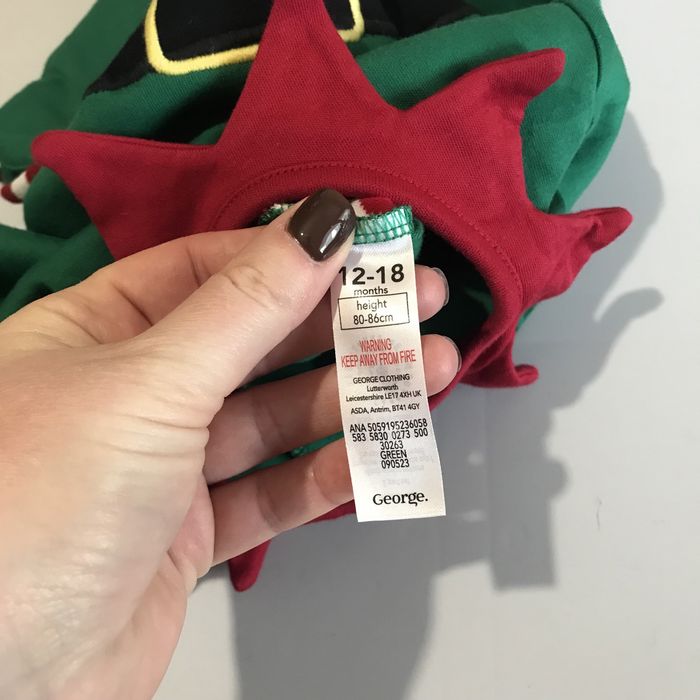 12-18
months
height
80-86cm
WARNING
KEEP AWAY FROM FIRE
GEORGE CLOTHING
Lutterworth
Leicestershire LE17 4XH UK
ASDA, Antrim, BT41 4GY
ANA 5059195236058
583 5830 0273 500
30263
GREEN
090523
George.